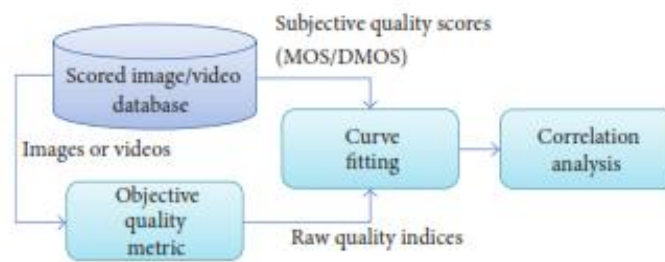 Subjective quality scores
(MOS/DMOS)
Scored image/video
database
Images or videos
Curve
fitting
Correlation
analysis
Objective
quality
metric
Raw quality indices